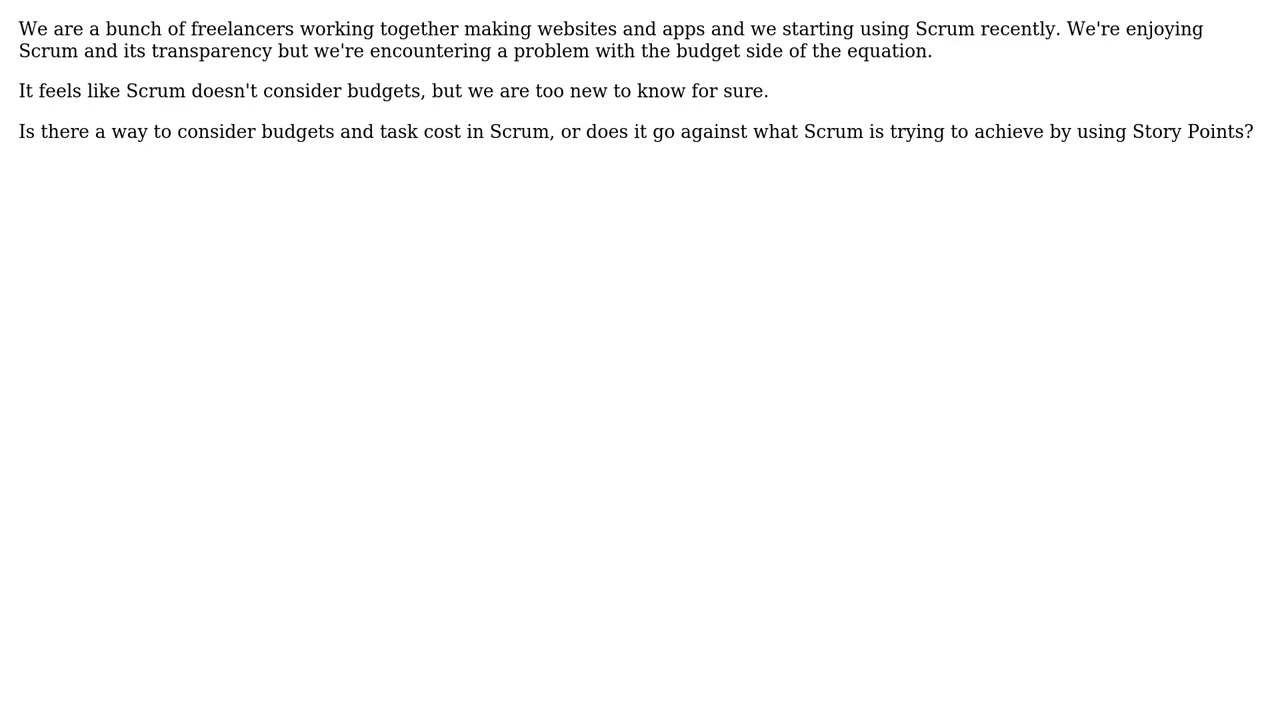 We are a bunch of freelancers working together making websites and apps and we starting using Scrum recently. We're enjoying
Scrum and its transparency but we're encountering a problem with the budget side of the equation.
It feels like Scrum doesn't consider budgets, but we are too new to know for sure.
Is there a way to consider budgets and task cost in Scrum, or does it go against what Scrum is trying to achieve by using Story Points?